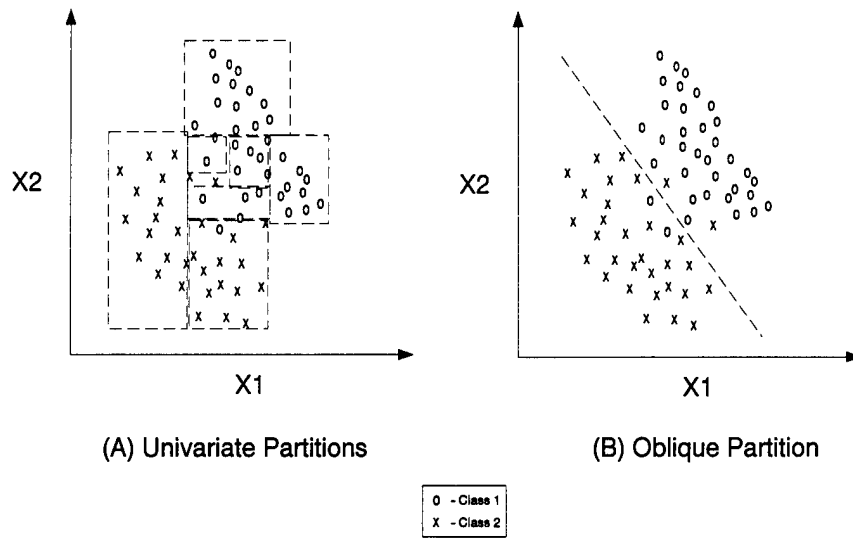 X2
X1
(A) Univariate Partitions
X2
X1
(B) Oblique Partition
O - Class 1
X - Class 2